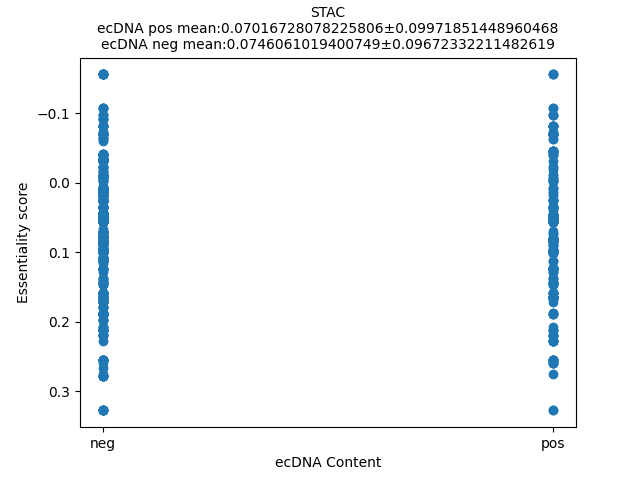 STAC
ecDNA pos mean:0.07016728078225806±0.09971851448960468
ecDNA neg mean:0.0746061019400749±0.09672332211482619
−0.1
0.0
0.1
0.2
0.3
Essentiality score
neg
pos
ecDNA Content